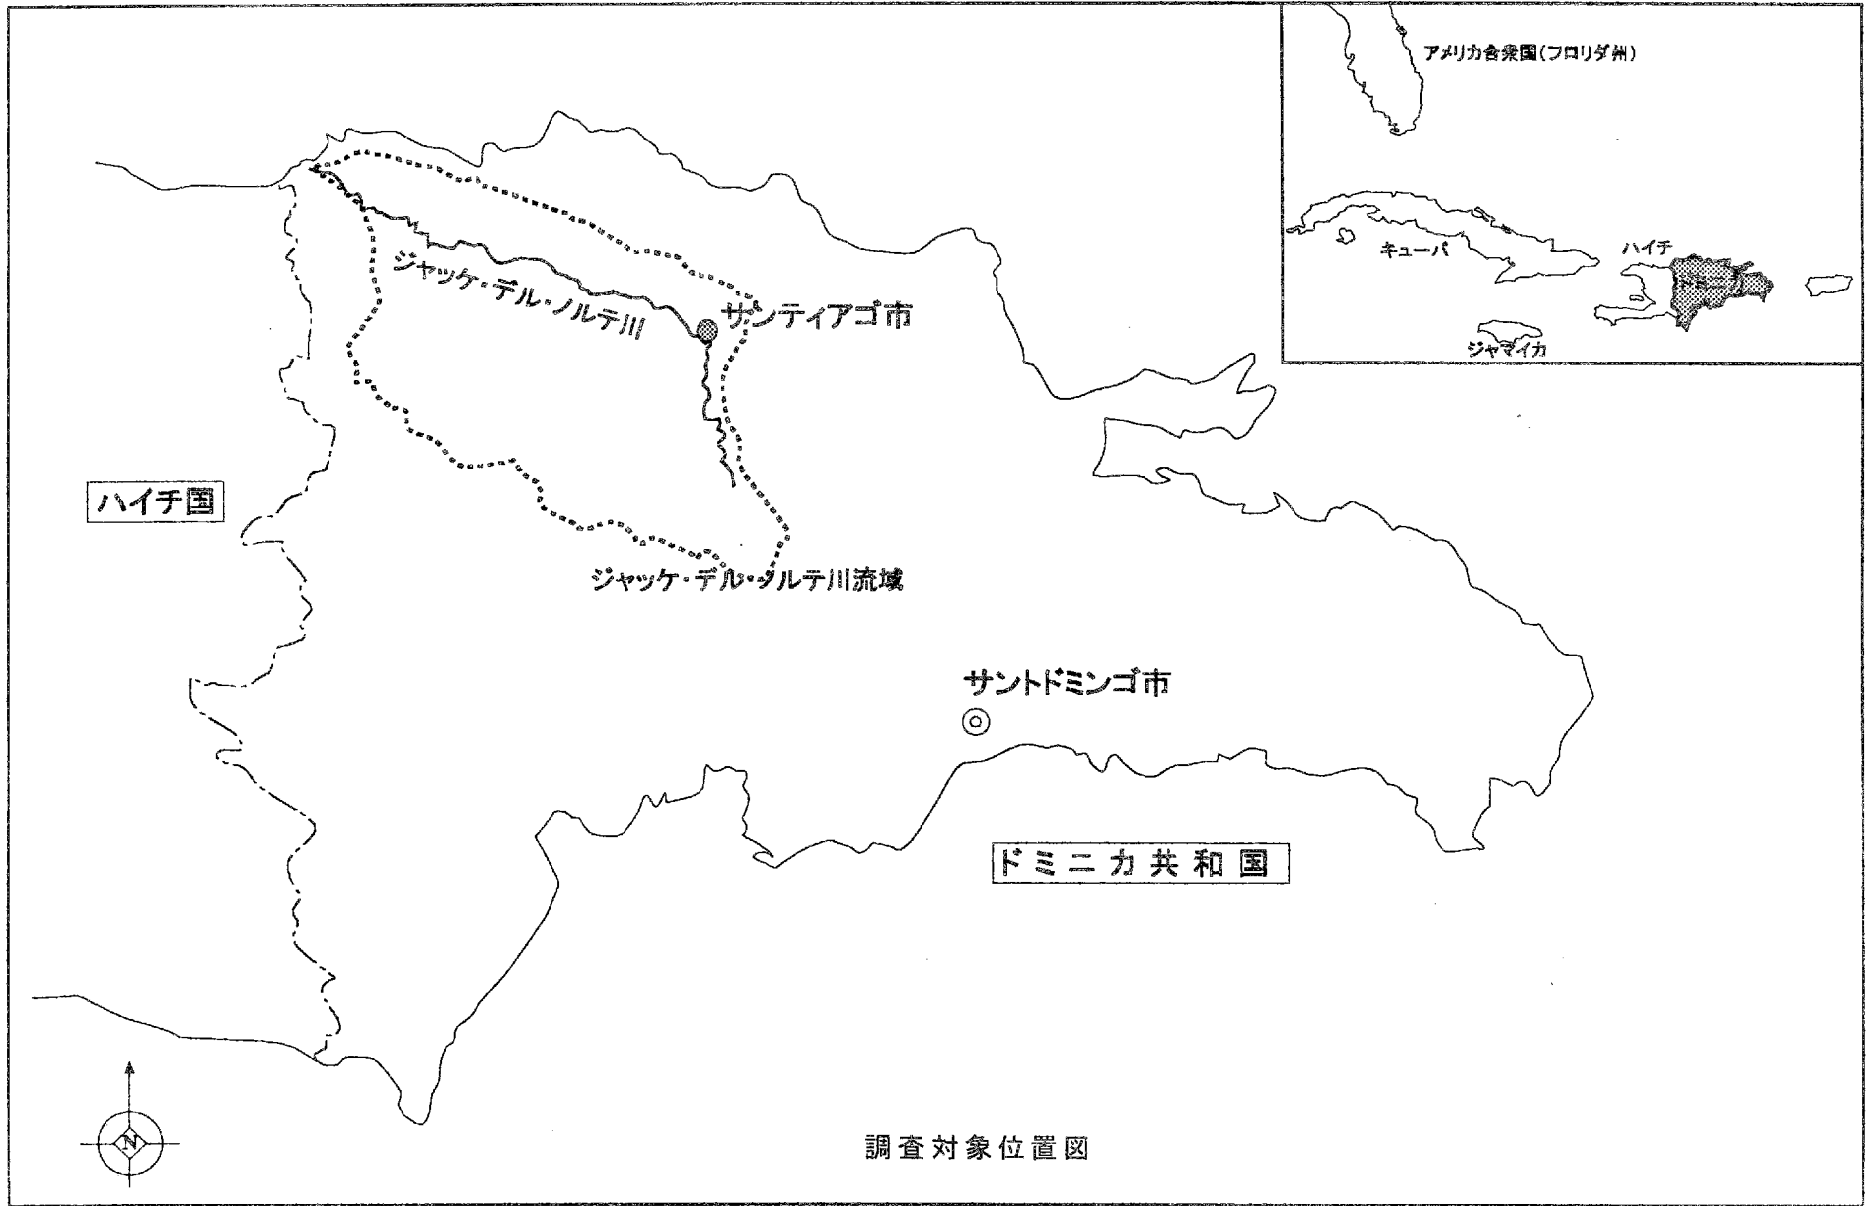 アメリカ合衆国(フロリダ州)
キューバ
ハイチ
ドミニカ
ジャマイカ
ジャッケ・デル・ノルテ川
サンティアゴ市
ハイチ国
ジャッケ・デル・ノルテ川流域
サントドミンゴ市
ドミニカ共和国
N
調査対象位置図